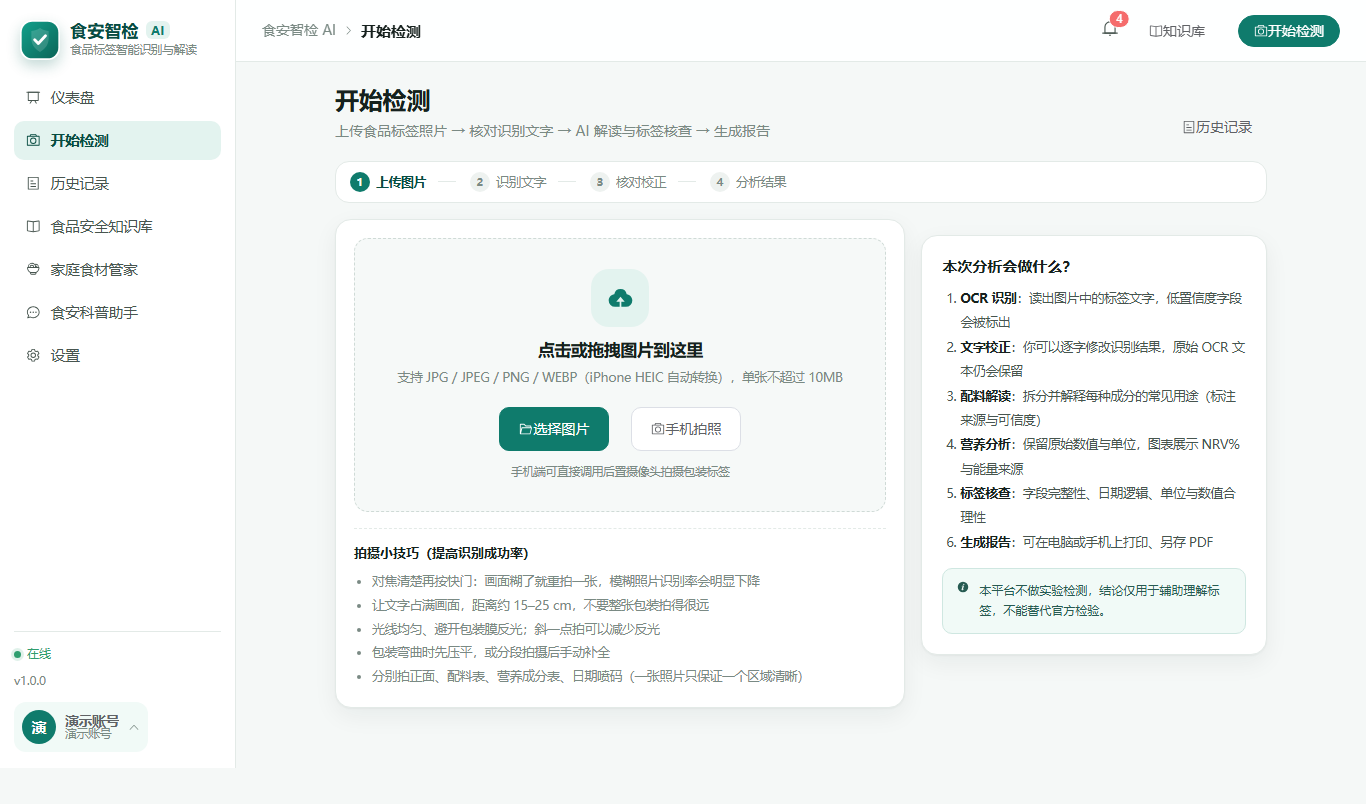 食安智检 AI
食品标签智能识别与解读
仪表盘
开始检测
历史记录
食品安全知识库
家庭食材管家
食安科普助手
设置
在线
v1.0.0
演
演示账号
演示账号
食安智检 AI > 开始检测
4
知识库
开始检测
开始检测
上传食品标签照片 → 核对识别文字 → AI 解读与标签核查 → 生成报告
历史记录
1 上传图片 2 识别文字 3 核对校正 4 分析结果
点击或拖拽图片到这里
支持 JPG / JPEG / PNG / WEBP（iPhone HEIC 自动转换），单张不超过 10MB
选择图片
手机拍照
手机端可直接调用后置摄像头拍摄包装标签
拍摄小技巧（提高识别成功率）
• 对焦清楚再按快门：画面糊了就重拍一张，模糊照片识别率会明显下降
• 让文字占满画面，距离约 15–25 cm，不要整张包装拍得很远
• 光线均匀、避开包装膜反光；斜一点拍可以减少反光
• 包装弯曲时先压平，或分段拍摄后手动补全
• 分别拍正面、配料表、营养成分表、日期喷码（一张照片只保证一个区域清晰）
本次分析会做什么？
1. OCR 识别：读出图片中的标签文字，低置信度字段
会被标出
2. 文字校正：你可以逐字修改识别结果，原始 OCR 文
本仍会保留
3. 配料解读：拆分并解释每种成分的常见用途（标注
来源与可信度）
4. 营养分析：保留原始数值与单位，图表展示 NRV%
与能量来源
5. 标签核查：字段完整性、日期逻辑、单位与数值合
理性
6. 生成报告：可在电脑或手机上打印、另存 PDF
本平台不做实验检测，结论仅用于辅助理解标
签，不能替代官方检验。